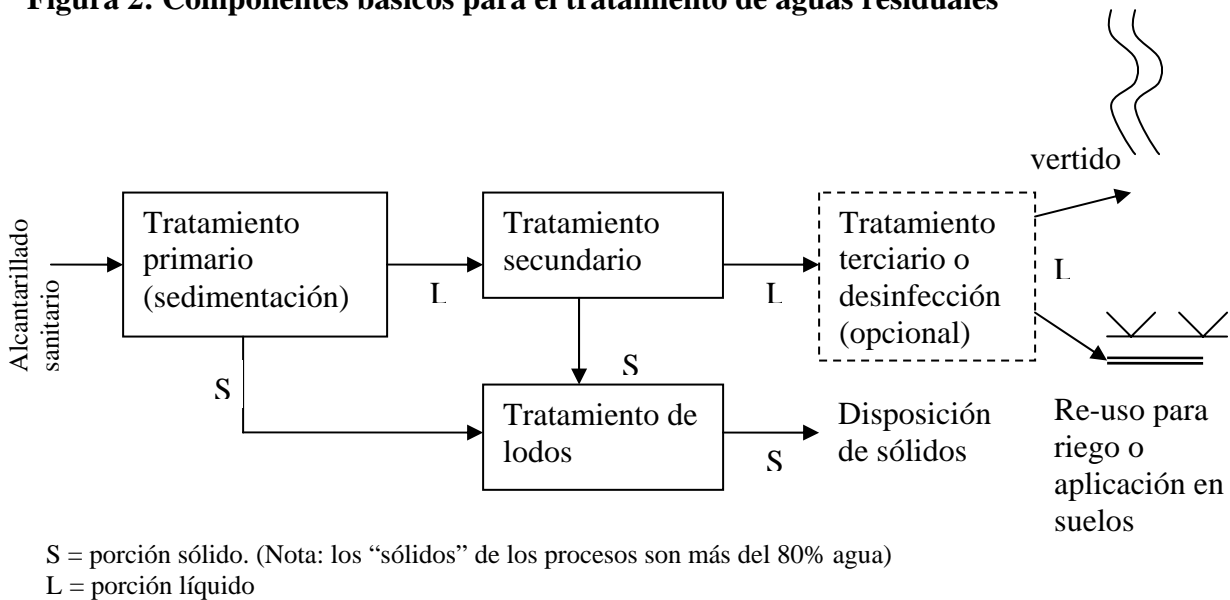 Figura 2: Componentes básicos para el tratamiento de aguas residuales
vertido
Alcantarillado
sanitario
Tratamiento
primario
(sedimentación)
L
Tratamiento
secundario
L
Tratamiento
terciario o
desinfección
(opcional)
L
S
S
Tratamiento de
lodos
S
Disposición
de sólidos
Re-uso para
riego o
aplicación en
suelos
S = porción sólido. (Nota: los “sólidos” de los procesos son más del 80% agua)
L = porción líquido